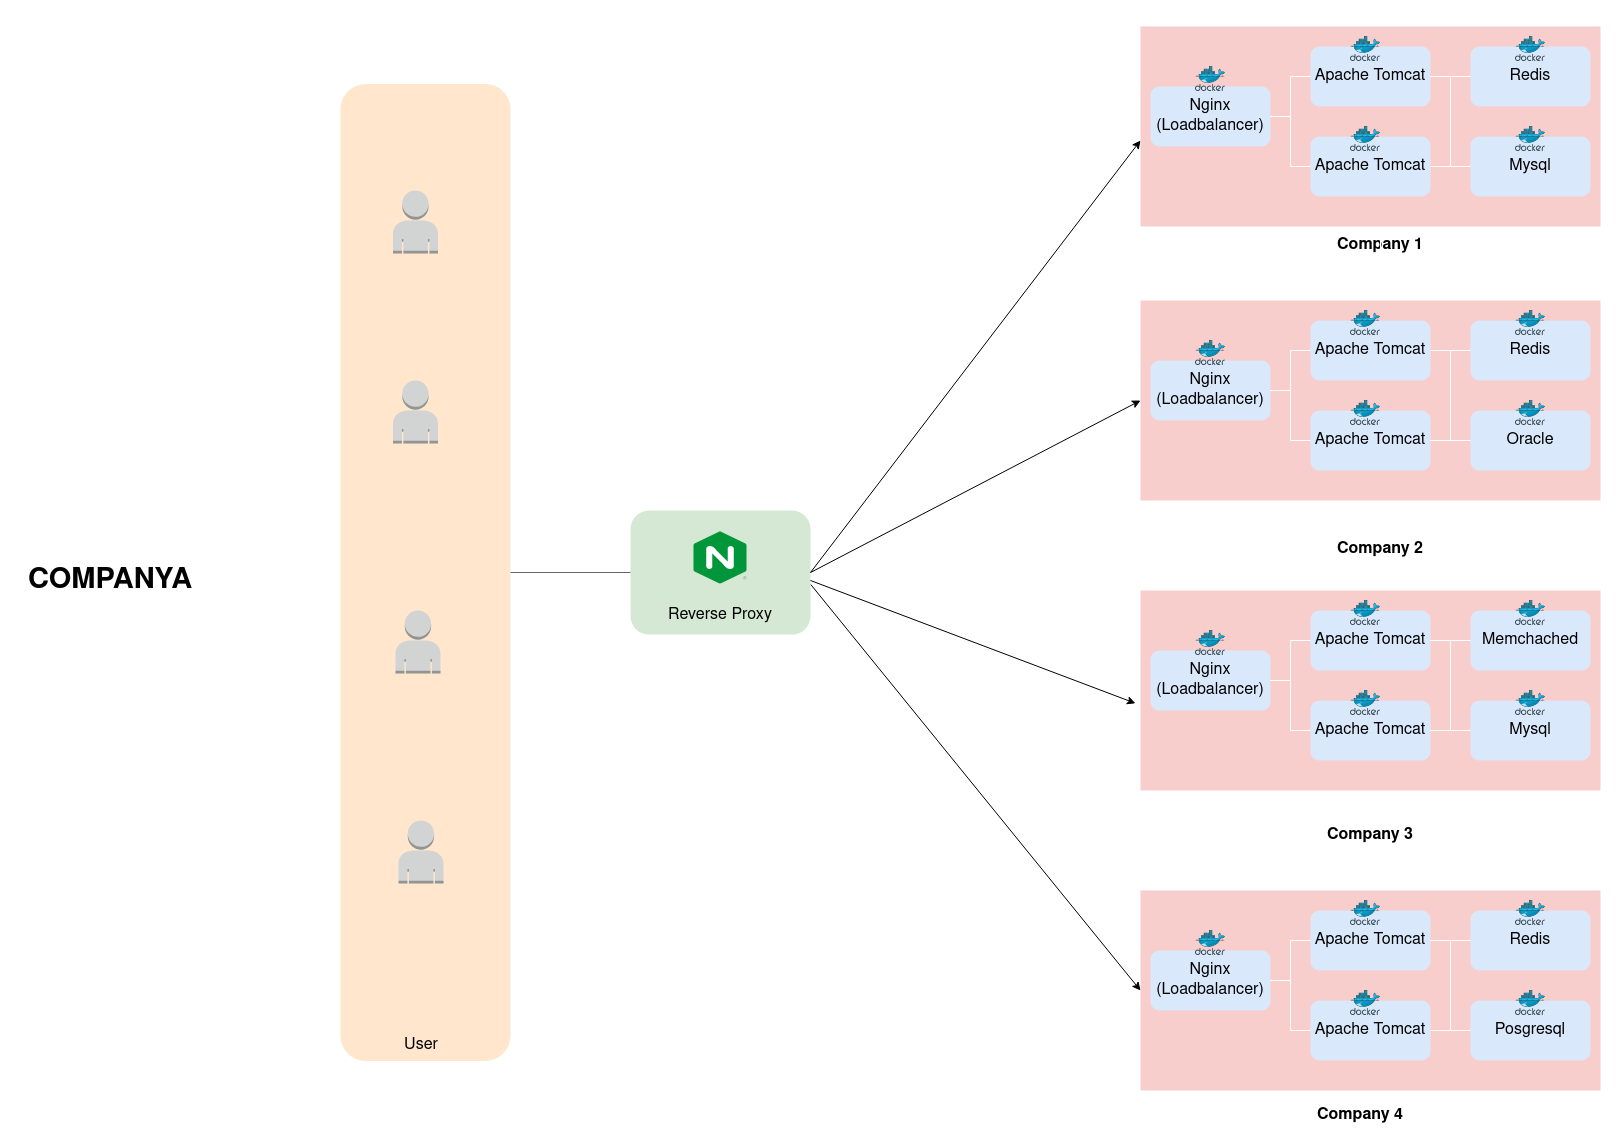 COMPANYA
User
N
Reverse Proxy
docker
Nginx
(Loadbalancer)
docker
Apache Tomcat
docker
Apache Tomcat
docker
Redis
docker
Mysql
Company 1
docker
Nginx
(Loadbalancer)
docker
Apache Tomcat
docker
Apache Tomcat
docker
Redis
docker
Oracle
Company 2
docker
Nginx
(Loadbalancer)
docker
Apache Tomcat
docker
Apache Tomcat
docker
Memchached
docker
Mysql
Company 3
docker
Nginx
(Loadbalancer)
docker
Apache Tomcat
docker
Apache Tomcat
docker
Redis
docker
Posgresql
Company 4